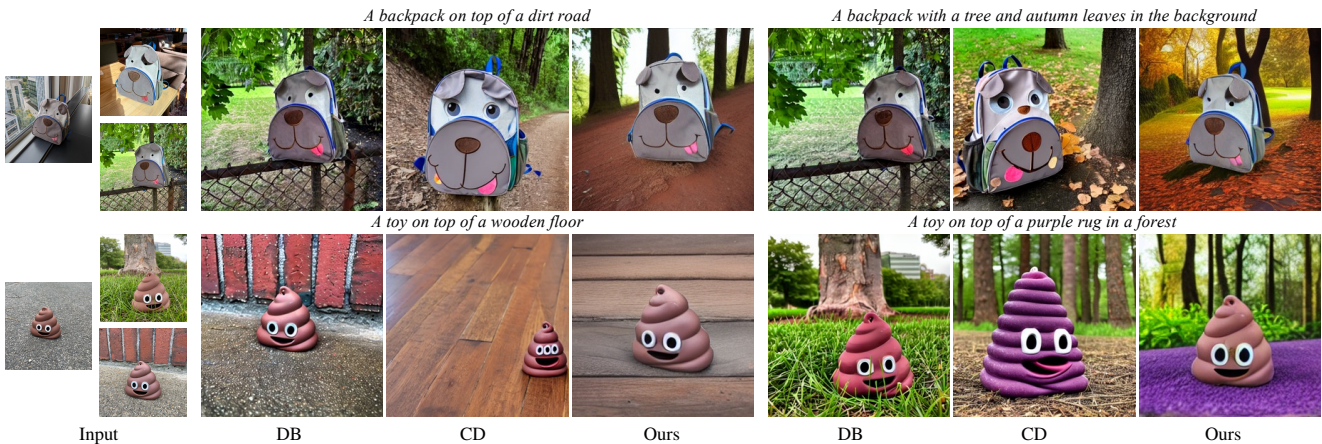 A backpack on top of a dirt road
A backpack with a tree and autumn leaves in the background
A toy on top of a wooden floor
A toy on top of a purple rug in a forest
Input DB CD Ours DB CD Ours